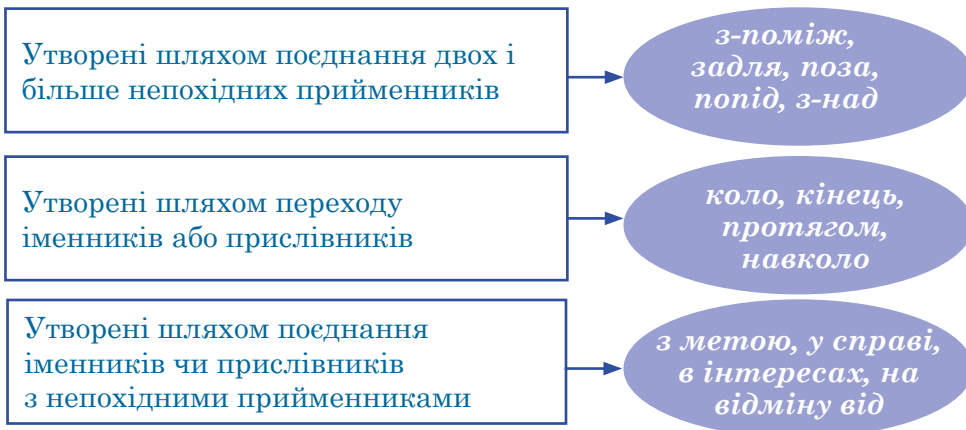 Утворені шляхом поєднання двох і
більше непохідних прийменників
з-поміж,
задля, поза,
попід, з-над
Утворені шляхом переходу
іменників або прислівників
коло, кінець,
протягом,
навколо
Утворені шляхом поєднання
іменників чи прислівників
з непохідними прийменниками
з метою, у справі,
в інтересах, на
відміну від